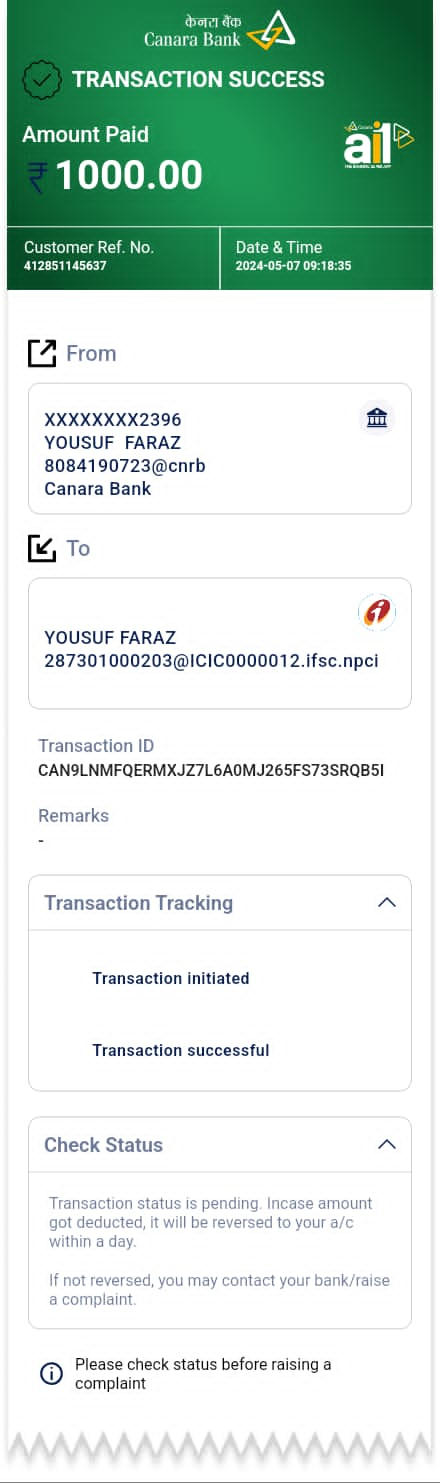 केनरा बैंक
Canara Bank
TRANSACTION SUCCESS
Amount Paid
₹ 1000.00
ai1
Customer Ref. No.
412851145637
Date & Time
2024-05-07 09:18:35
From
XXXXXXXX2396
YOUSUF FARAZ
8084190723@cnrb
Canara Bank
To
YOUSUF FARAZ
287301000203@ICIC0000012.ifsc.npci
Transaction ID
CAN9LNMFQERMXJZ7L6A0MJ265FS73SRQB5I
Remarks
-
Transaction Tracking
Transaction initiated
Transaction successful
Check Status
Transaction status is pending. Incase amount
got deducted, it will be reversed to your a/c
within a day.
If not reversed, you may contact your bank/raise
a complaint.
Please check status before raising a
complaint